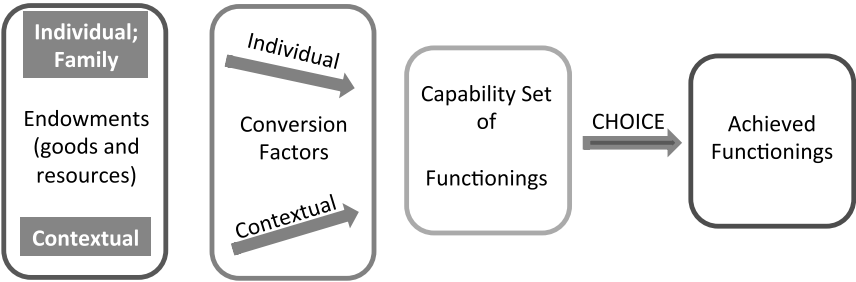 Individual;
Family
Endowments
(goods and
resources)
Contextual
Individual
Conversion
Factors
Contextual
Capability Set
of
Functionings
CHOICE
Achieved
Functionings